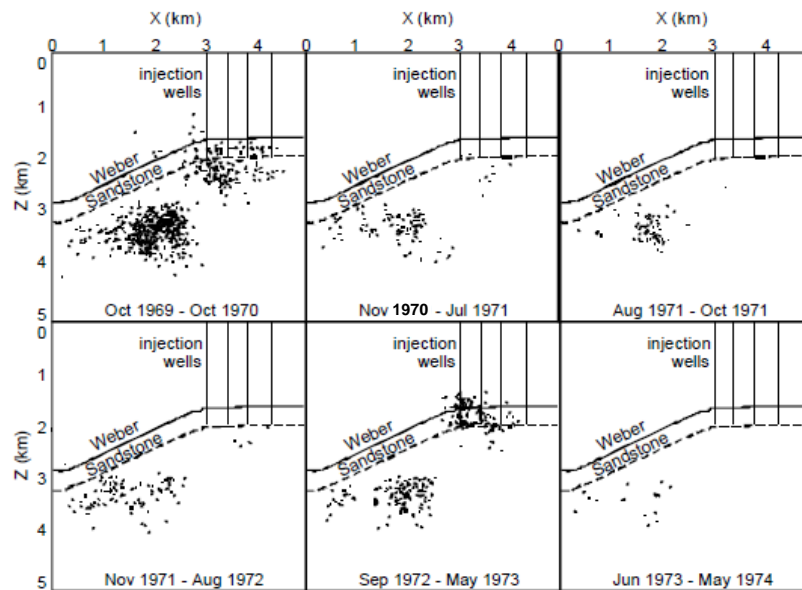 X (km) X (km) X (km)
0 1 2 3 4 0 1 2 3 4 0 1 2 3 4
0
1
2
3
4
5
Z (km)
injection
wells
Weber
Sandstone
Oct 1969 - Oct 1970
injection
wells
Weber
Sandstone
Nov 1970 - Jul 1971
injection
wells
Weber
Sandstone
Aug 1971 - Oct 1971
0
1
2
3
4
5
Z (km)
injection
wells
Weber
Sandstone
Nov 1971 - Aug 1972
injection
wells
Weber
Sandstone
Sep 1972 - May 1973
injection
wells
Weber
Sandstone
Jun 1973 - May 1974